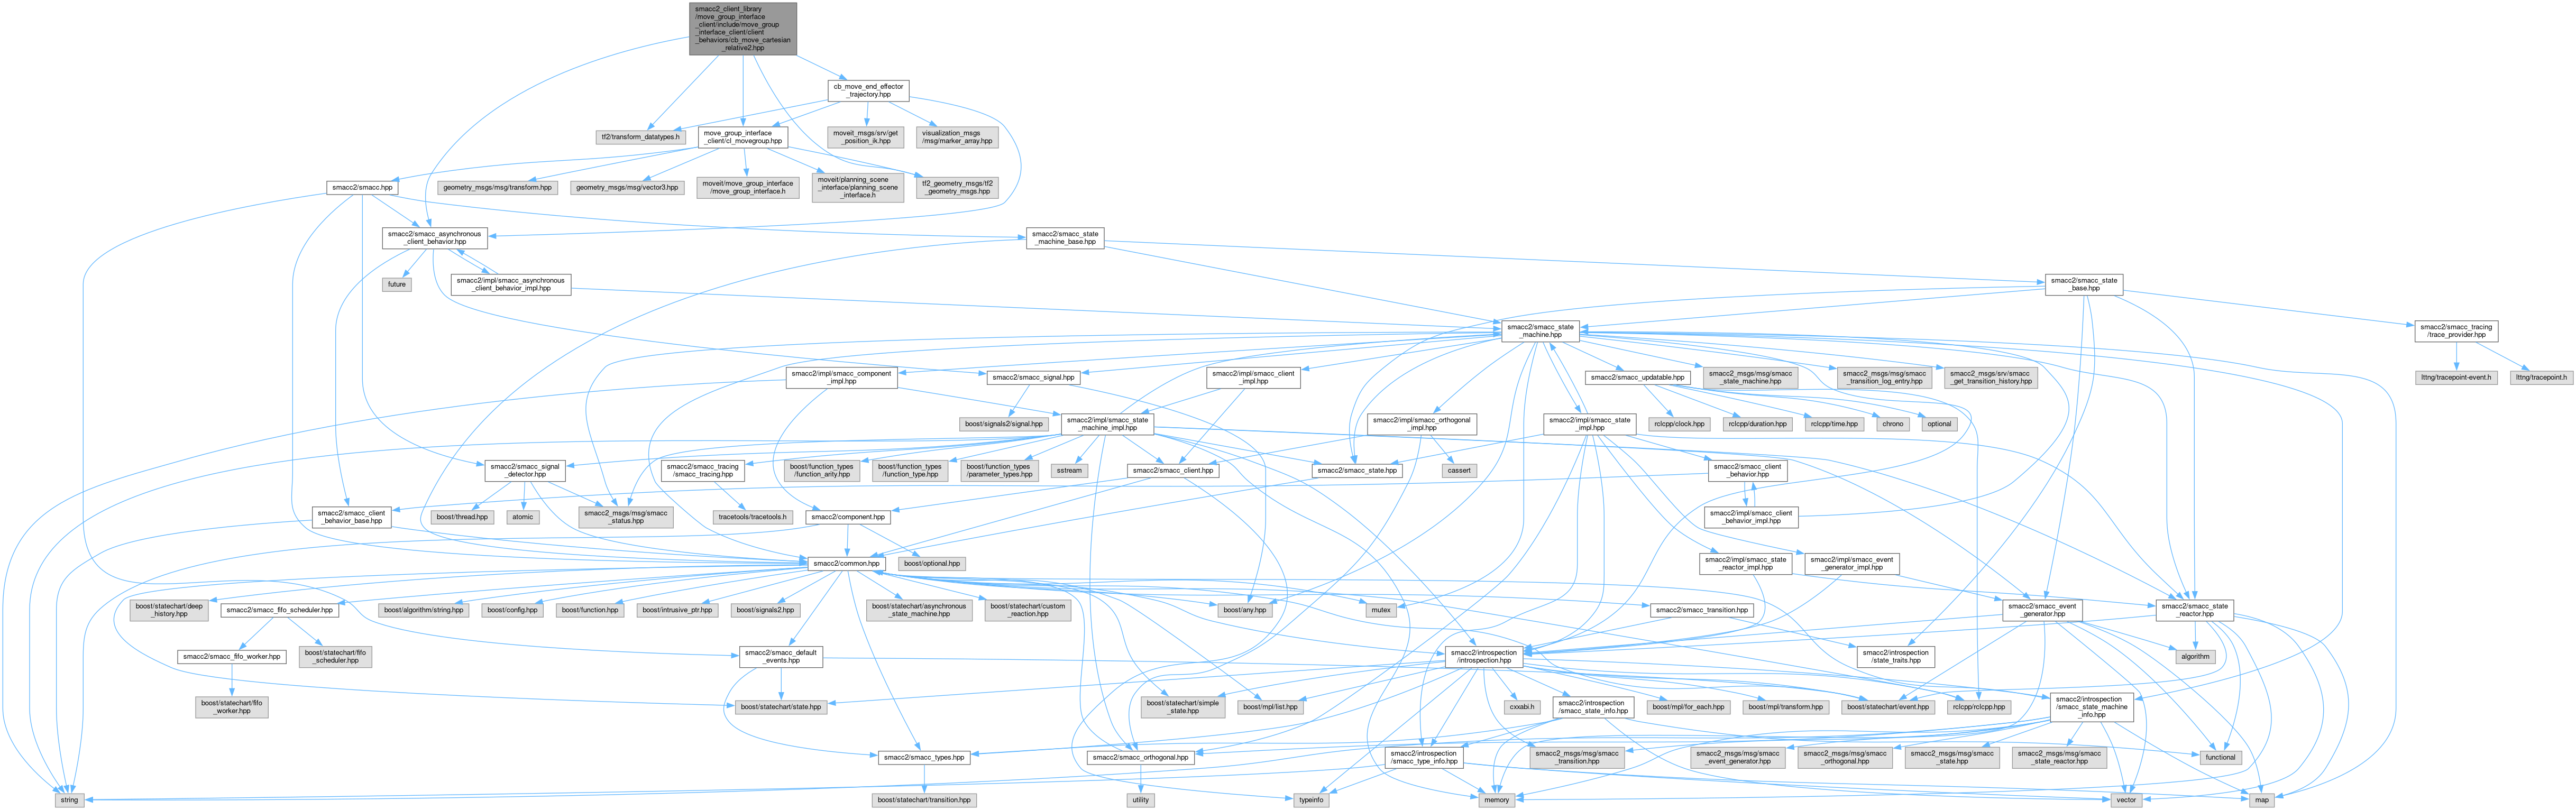 smacc2_client_library
/move_group_interface
_client/include/move_group
_interface_client/client
_behaviors/cb_move_cartesian
_relative2.hpp
cb_move_end_effector
_trajectory.hpp
tf2/transform_datatypes.h
move_group_interface
_client/cl_movegroup.hpp
moveit_msgs/srv/get
_position_ik.hpp
visualization_msgs
/msg/marker_array.hpp
smacc2/smacc.hpp
geometry_msgs/msg/transform.hpp
geometry_msgs/msg/vector3.hpp
moveit/move_group_interface
/move_group_interface.h
moveit/planning_scene
_interface/planning_scene
_interface.h
tf2_geometry_msgs/tf2
_geometry_msgs.hpp
smacc2/smacc_asynchronous
_client_behavior.hpp
smacc2/smacc_state
_machine_base.hpp
future
smacc2/impl/smacc_asynchronous
_client_behavior_impl.hpp
smacc2/smacc_state
_base.hpp
smacc2/smacc_state
_machine.hpp
smacc2/smacc_tracing
/trace_provider.hpp
smacc2/impl/smacc_component
_impl.hpp
smacc2/smacc_signal.hpp
smacc2/impl/smacc_client
_impl.hpp
smacc2/smacc_updatable.hpp
smacc2_msgs/msg/smacc
_state_machine.hpp
smacc2_msgs/msg/smacc
_transition_log_entry.hpp
smacc2_msgs/srv/smacc
_get_transition_history.hpp
lttng/tracepoint-event.h
lttng/tracepoint.h
boost/signals2/signal.hpp
smacc2/impl/smacc_state
_machine_impl.hpp
smacc2/impl/smacc_orthogonal
_impl.hpp
smacc2/impl/smacc_state
_impl.hpp
rclcpp/clock.hpp
rclcpp/duration.hpp
rclcpp/time.hpp
chrono
optional
smacc2/smacc_signal
_detector.hpp
smacc2/smacc_tracing
/smacc_tracing.hpp
boost/function_types
/function_arity.hpp
boost/function_types
/function_type.hpp
boost/function_types
/parameter_types.hpp
sstream
smacc2/smacc_client.hpp
smacc2/smacc_state.hpp
cassert
smacc2/smacc_client
_behavior.hpp
smacc2/smacc_client
_behavior_base.hpp
boost/thread.hpp
atomic
smacc2_msgs/msg/smacc
_status.hpp
tracetools/tracetools.h
smacc2/component.hpp
smacc2/impl/smacc_client
_behavior_impl.hpp
smacc2/common.hpp
boost/optional.hpp
smacc2/impl/smacc_state
_reactor_impl.hpp
smacc2/impl/smacc_event
_generator_impl.hpp
boost/statechart/deep
_history.hpp
smacc2/smacc_fifo_scheduler.hpp
boost/algorithm/string.hpp
boost/config.hpp
boost/function.hpp
boost/intrusive_ptr.hpp
boost/signals2.hpp
boost/statechart/asynchronous
_state_machine.hpp
boost/statechart/custom
_reaction.hpp
boost/any.hpp
mutex
smacc2/smacc_transition.hpp
smacc2/smacc_event
_generator.hpp
smacc2/smacc_state
_reactor.hpp
smacc2/smacc_fifo_worker.hpp
boost/statechart/fifo
_scheduler.hpp
smacc2/smacc_default
_events.hpp
smacc2/introspection
/introspection.hpp
smacc2/introspection
/state_traits.hpp
algorithm
boost/statechart/fifo
_worker.hpp
boost/statechart/state.hpp
boost/statechart/simple
_state.hpp
boost/mpl/list.hpp
cxxabi.h
smacc2/introspection
/smacc_state_info.hpp
boost/mpl/for_each.hpp
boost/mpl/transform.hpp
boost/statechart/event.hpp
rclcpp/rclcpp.hpp
smacc2/introspection
/smacc_state_machine
_info.hpp
smacc2/smacc_types.hpp
smacc2/smacc_orthogonal.hpp
smacc2/introspection
/smacc_type_info.hpp
smacc2_msgs/msg/smacc
_transition.hpp
smacc2_msgs/msg/smacc
_event_generator.hpp
smacc2_msgs/msg/smacc
_orthogonal.hpp
smacc2_msgs/msg/smacc
_state.hpp
smacc2_msgs/msg/smacc
_state_reactor.hpp
functional
string
boost/statechart/transition.hpp
utility
typeinfo
memory
vector
map